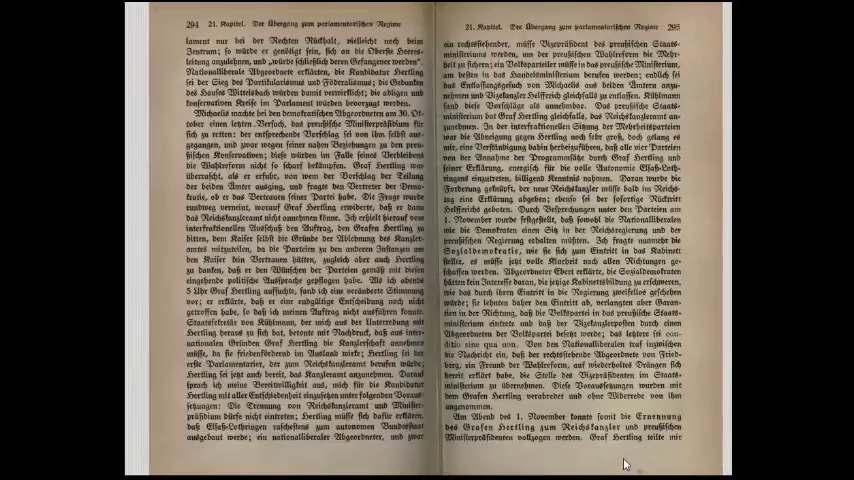 294 21. Kapitel. Der Übergang zum parlamentarischen Regime
lament nur bei der Rechten Rückhalt, vielleicht noch beim
Zentrum; so würde er genötigt sein, sich an die Oberste Heeres-
leitung anzulehnen, und „würde schließlich deren Gefangener werden“.
Nationalliberale Abgeordnete erklärten, die Kandidatur Hertling
sei der Sieg des Partikularismus und Föderalismus; die Gedanken
des Hauses Wittelsbach würden damit verwirklicht; die adligen und
konservativen Kreise im Parlament würden bevorzugt werden.
Michaelis machte bei den demokratischen Abgeordneten am 30. Ok-
tober einen letzten Versuch, das preußische Ministerpräsidium für
sich zu retten: der entsprechende Vorschlag sei von ihm selbst aus-
gegangen, und zwar wegen seiner nahen Beziehungen zu den preu-
ßischen Konservativen; diese würden im Falle seines Verbleibens
die Wahlreform nicht so scharf bekämpfen. Graf Hertling war
überrascht, als er erfuhr, von wem der Vorschlag der Teilung
der beiden Ämter ausging, und fragte den Vertreter der Demo-
kratie, ob er das Vertrauen seiner Partei habe. Die Frage wurde
rundweg verneint, worauf Graf Hertling erwiderte, daß er dann
das Reichskanzleramt nicht annehmen könne. Ich erhielt hierauf vom
interfraktionellen Ausschuß den Auftrag, den Grafen Hertling zu
bitten, dem Kaiser selbst die Gründe der Ablehnung des Kanzler-
amtes mitzuteilen, da die Parteien zu den anderen Instanzen um
den Kaiser kein Vertrauen hätten, zugleich aber auch Hertling
zu danken, daß er den Wünschen der Parteien gemäß mit diesen
eingehende politische Aussprache gepflogen habe. Als ich abends
5 Uhr Graf Hertling aufsuchte, fand ich eine veränderte Stimmung
vor; er erklärte, daß er eine endgültige Entscheidung noch nicht
getroffen habe, so daß ich meinen Auftrag nicht ausführen konnte.
Staatssekretär von Kühlmann, der mich aus der Unterredung mit
Hertling heraus zu sich bat, betonte mit Nachdruck, daß aus inter-
nationalen Gründen Graf Hertling die Kanzlerschaft annehmen
müsse, da sie friedenfördernd im Ausland wirke; Hertling sei der
erste Parlamentarier, der zum Reichskanzler berufen würde;
Hertling sei jetzt auch bereit, das Kanzleramt anzunehmen. Darauf
sprach ich meine Bereitwilligkeit aus, mich für die Kandidatur
Hertling mit aller Entschiedenheit einzusetzen unter folgenden Voraus-
setzungen: Die Trennung von Reichskanzleramt und Minister-
präsidium dürfe nicht eintreten; Hertling müsse sich dafür erklären,
daß Elsaß-Lothringen raschestens zum autonomen Bundesstaat
ausgebaut werde; ein nationalliberaler Abgeordneter, und zwar
21. Kapitel. Der Übergang zum parlamentarischen Regime 295
ein rechtsstehender, müsse Vizepräsident des preußischen Staats-
ministeriums werden, um der preußischen Wahlreform die Mehr-
heit zu sichern; ein Volksparteiler müsse in das preußische Ministerium,
am besten in das Handelsministerium berufen werden; endlich sei
das Entlassungsgesuch von Michaelis aus beiden Ämtern anzu-
nehmen und Vizekanzler Helfferich gleichfalls zu entlassen. Kühlmann
fand diese Vorschläge als annehmbar. Das preußische Staats-
ministerium bat Graf Hertling gleichfalls, das Reichskanzleramt an-
zunehmen. In der interfraktionellen Sitzung der Mehrheitsparteien
war die Abneigung gegen Hertling noch sehr groß, doch gelang es
mir, eine Verständigung dahin herbeizuführen, daß alle vier Parteien
von der Annahme der Programmsätze durch Graf Hertling und
seiner Erklärung, energisch für die volle Autonomie Elsaß-Loth-
ringens einzutreten, billigend Kenntnis nahmen. Daran wurde die
Forderung geknüpft, der neue Reichskanzler müsse bald im Reichs-
tag eine Erklärung abgeben; ebenso sei der sofortige Rücktritt
Helfferichs geboten. Durch Besprechungen unter den Parteien am
1. November wurde festgestellt, daß sowohl die Nationalliberalen
wie die Demokraten einen Sitz in der Reichsregierung und der
preußischen Regierung erhalten müßten. Ich fragte nunmehr die
Sozialdemokratie, wie sie sich zum Eintritt in das Kabinett
stellte, es müsse jetzt volle Klarheit nach allen Richtungen ge-
schaffen werden. Abgeordneter Ebert erklärte, die Sozialdemokraten
hätten kein Interesse daran, die jetzige Kabinettsbildung zu erschweren,
wie das durch ihren Eintritt in die Regierung zweifellos geschehen
würde; sie lehnten daher den Eintritt ab, verlangten aber Garan-
tien in der Richtung, daß die Volkspartei in das preußische Staats-
ministerium eintrete und daß der Vizekanzlerposten durch einen
Abgeordneten der Volkspartei besetzt werde; das letztere sei con-
ditio sine qua non. Von den Nationalliberalen traf inzwischen
die Nachricht ein, daß der rechtsstehende Abgeordnete von Fried-
berg, ein Freund der Wahlreform, auf wiederholtes Drängen sich
bereit erklärt habe, die Stelle des Vizepräsidenten im Staats-
ministerium zu übernehmen. Diese Voraussetzungen wurden mit
dem Grafen Hertling verabredet und ohne Widerrede von ihm
angenommen.
Am Abend des 1. November konnte somit die Ernennung
des Grafen Hertling zum Reichskanzler und preußischen
Ministerpräsidenten vollzogen werden. Graf Hertling teilte mir